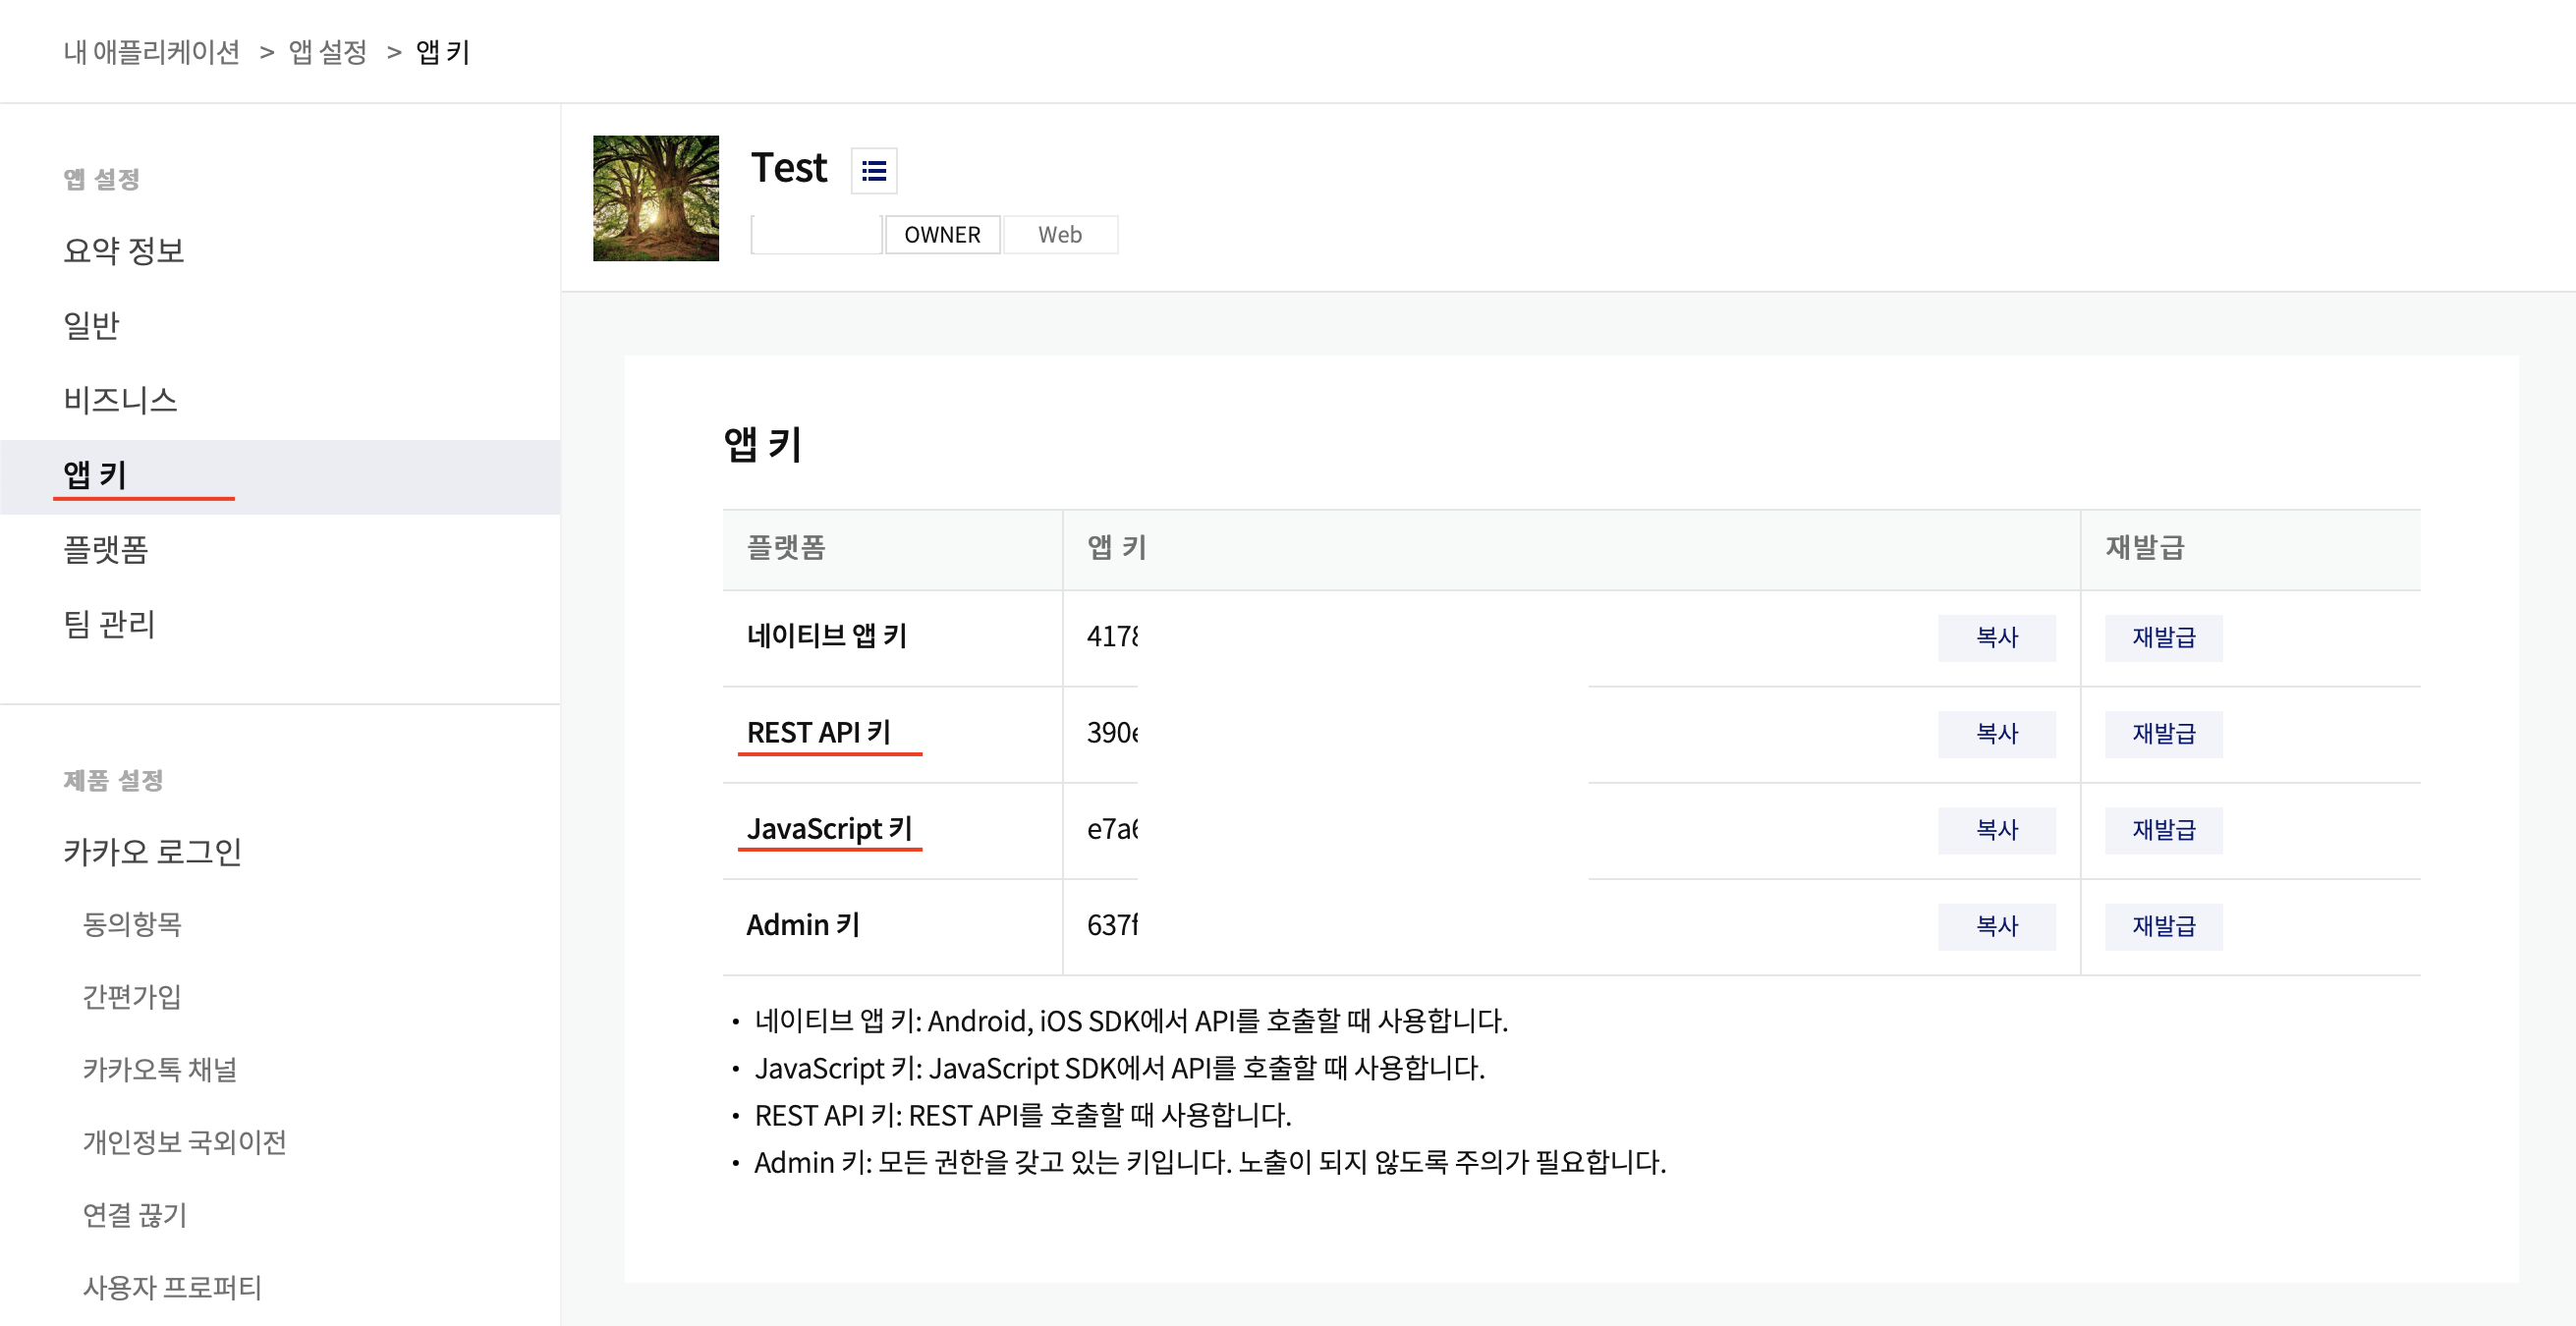 내 애플리케이션 > 앱 설정 > 앱 키
앱 설정
요약 정보
일반
비즈니스
앱 키
플랫폼
팀 관리
제품 설정
카카오 로그인
동의항목
간편가입
카카오톡 채널
개인정보 국외이전
연결 끊기
사용자 프로퍼티
Test
OWNER Web
앱 키
플랫폼 앱 키 재발급
네이티브 앱 키 417 복사 재발급
REST API 키 390 복사 재발급
JavaScript 키 e7a 복사 재발급
Admin 키 637 복사 재발급
• 네이티브 앱 키: Android, iOS SDK에서 API를 호출할 때 사용합니다.
• JavaScript 키: JavaScript SDK에서 API를 호출할 때 사용합니다.
• REST API 키: REST API를 호출할 때 사용합니다.
• Admin 키: 모든 권한을 갖고 있는 키입니다. 노출이 되지 않도록 주의가 필요합니다.